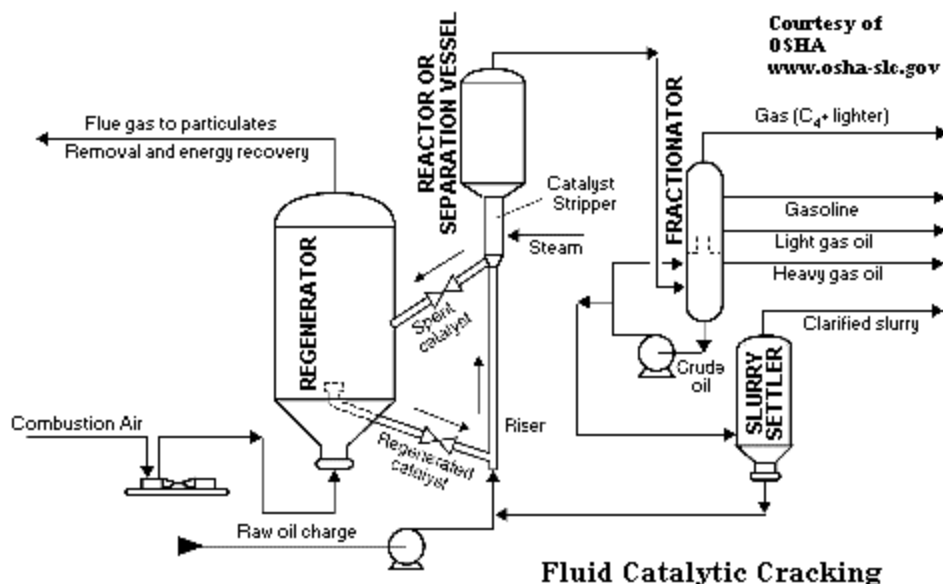 Courtesy of
OSHA
www.osha-slc.gov
REACTOR OR
SEPARATION VESSEL
Flue gas to particulates
Removal and energy recovery
FRACTIONATOR
Gas (C4+ lighter)
Catalyst
Stripper
Gasoline
Steam
Light gas oil
Heavy gas oil
REGENERATOR
Spent
catalyst
Clarified slurry
Crude
oil
SLURRY
SETTLER
Combustion Air
Riser
Regenerated
catalyst
Raw oil charge
Fluid Catalytic Cracking